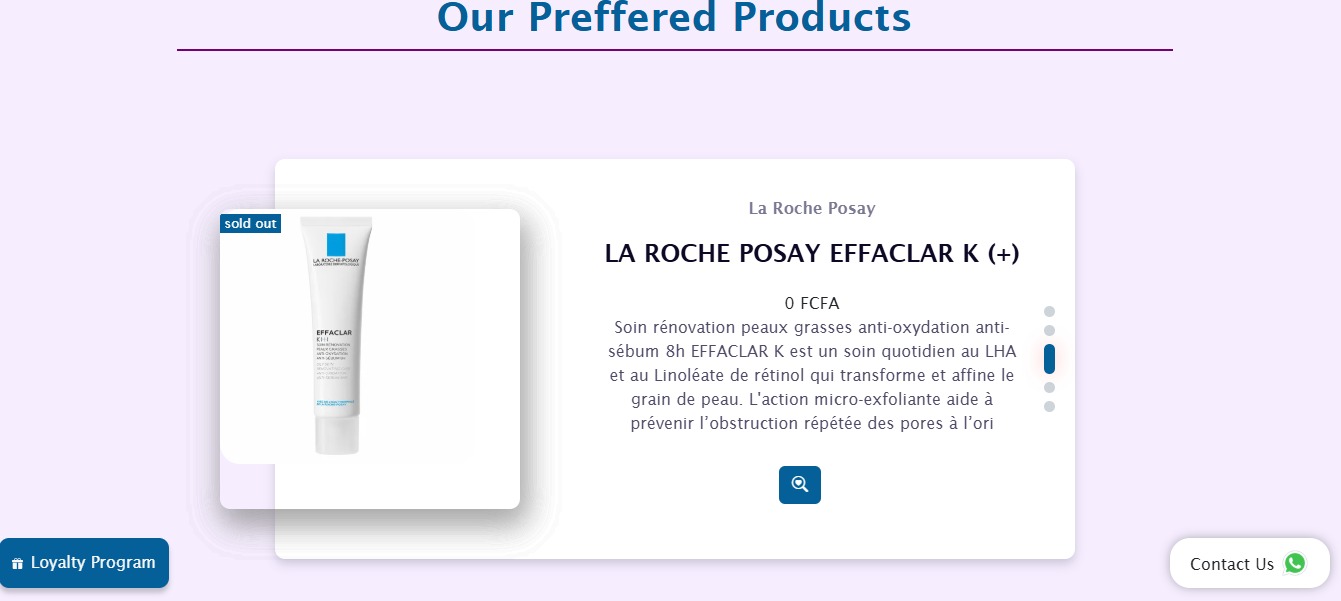 Our Preffered Products
sold out
LA ROCHE-POSAY
EFFACLAR
La Roche Posay
LA ROCHE POSAY EFFACLAR K (+)
0 FCFA
Soin rénovation peaux grasses anti-oxydation anti-
sébum 8h EFFACLAR K est un soin quotidien au LHA
et au Linoléate de rétinol qui transforme et affine le
grain de peau. L'action micro-exfoliante aide à
prévenir l’obstruction répétée des pores à l’ori
Loyalty Program
Contact Us